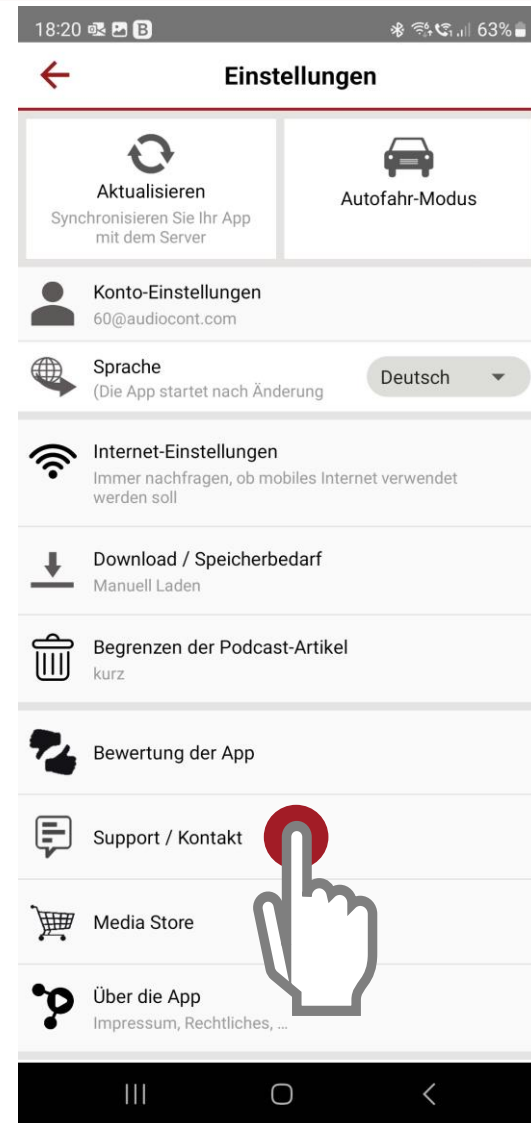 18:20
63%
Einstellungen
Aktualisieren
Synchronisieren Sie Ihr App
mit dem Server
Autofahr-Modus
Konto-Einstellungen
60@audiocont.com
Sprache
(Die App startet nach Änderung
Deutsch
Internet-Einstellungen
Immer nachfragen, ob mobiles Internet verwendet
werden soll
Download / Speicherbedarf
Manuell Laden
Begrenzen der Podcast-Artikel
kurz
Bewertung der App
Support / Kontakt
Media Store
Über die App
Impressum, Rechtliches, ...